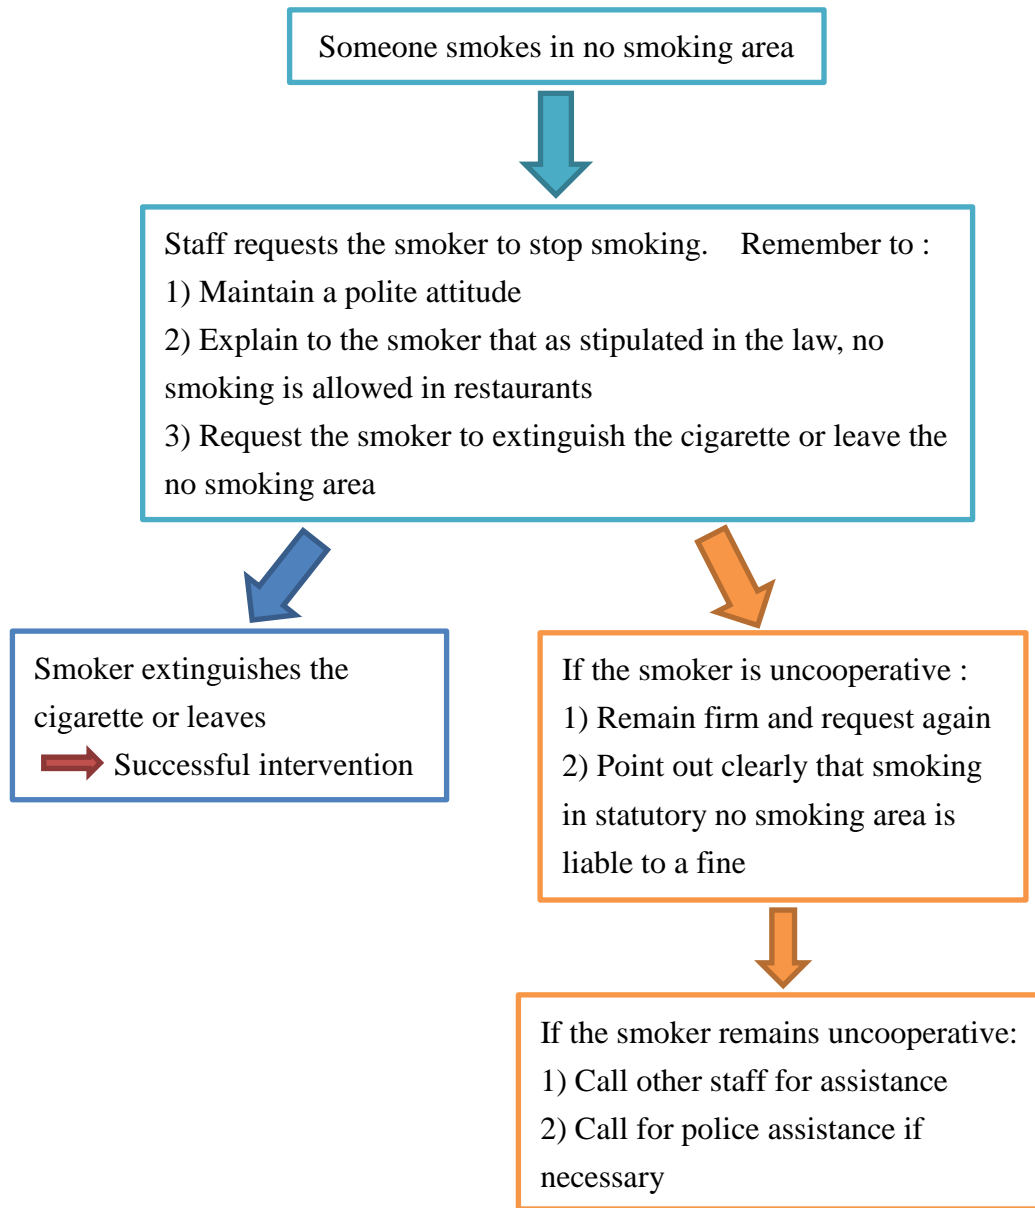 Someone smokes in no smoking area
Staff requests the smoker to stop smoking. Remember to :
1) Maintain a polite attitude
2) Explain to the smoker that as stipulated in the law, no
smoking is allowed in restaurants
3) Request the smoker to extinguish the cigarette or leave the
no smoking area
Smoker extinguishes the
cigarette or leaves
Successful intervention
If the smoker is uncooperative :
1) Remain firm and request again
2) Point out clearly that smoking
in statutory no smoking area is
liable to a fine
If the smoker remains uncooperative:
1) Call other staff for assistance
2) Call for police assistance if
necessary